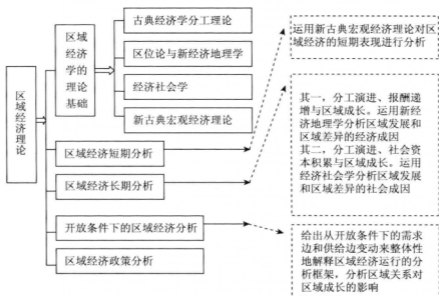 区域经济理论
区域
经济
学的
理论
基础
古典经济学分工理论
区位论与新经济地理学
经济社会学
新古典宏观经济理论
区域经济短期分析
区域经济长期分析
开放条件下的区域经济分析
区域经济政策分析
运用新古典宏观经济理论对区
域经济的短期表现进行分析
其一，分工演进、报酬递
增与区域成长。运用新经
济地理学分析区域发展和
区域差异的经济成因
其二，分工演进、社会资
本积累与区域成长。运用
经济社会学分析区域发展
和区域差异的社会成因
给出从开放条件下的需求
边和供给边变动来整体性
地解释区域经济运行的分
析框架，分析区域关系对
区域成长的影响